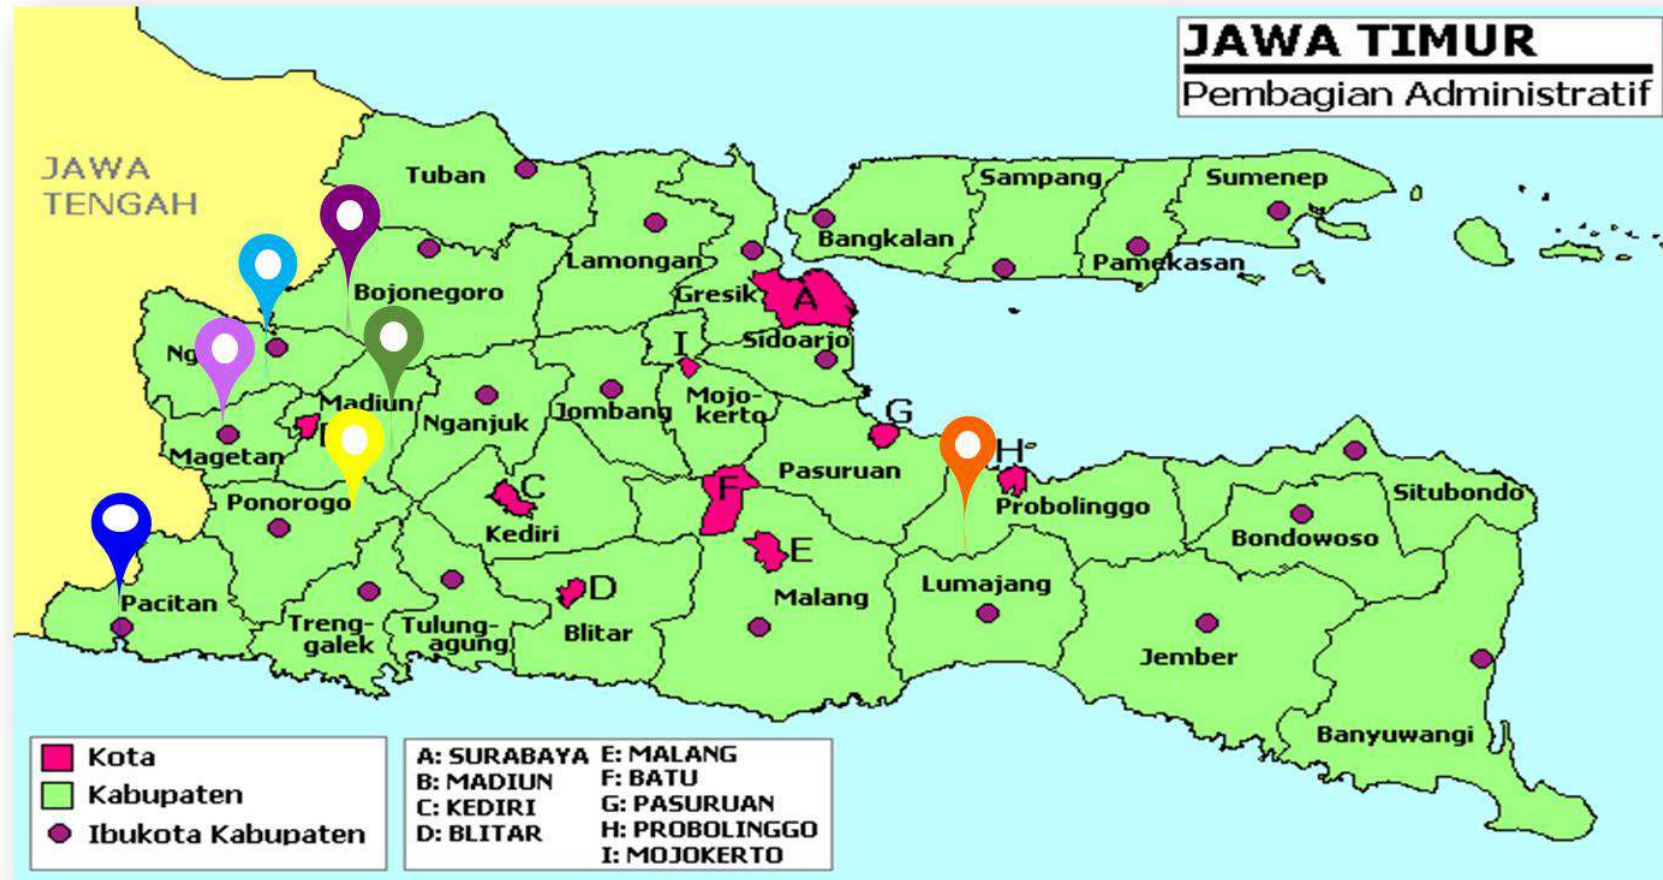 JAWA TIMUR
Pembagian Administratif
JAWA
TENGAH
Tuban
Sampang
Sumenep
Bangkalan
Pamekasan
Lamongan
Bojonegoro
Gresik
A
I
Sidoarjo
Ng
Madiun
Nganjuk
Jombang
Mojo-
kerto
G
Magetan
Pasuruan
H
Ponorogo
C
F
Probolinggo
Situbondo
Kediri
Bondowoso
E
Pacitan
D
Malang
Lumajang
Treng-
galek
Tulung-
agung
Blitar
Jember
Banyuwangi
Kota
Kabupaten
Ibukota Kabupaten
A: SURABAYA
B: MADIUN
C: KEDIRI
D: BLITAR
E: MALANG
F: BATU
G: PASURUAN
H: PROBOLINGGO
I: MOJOKERTO